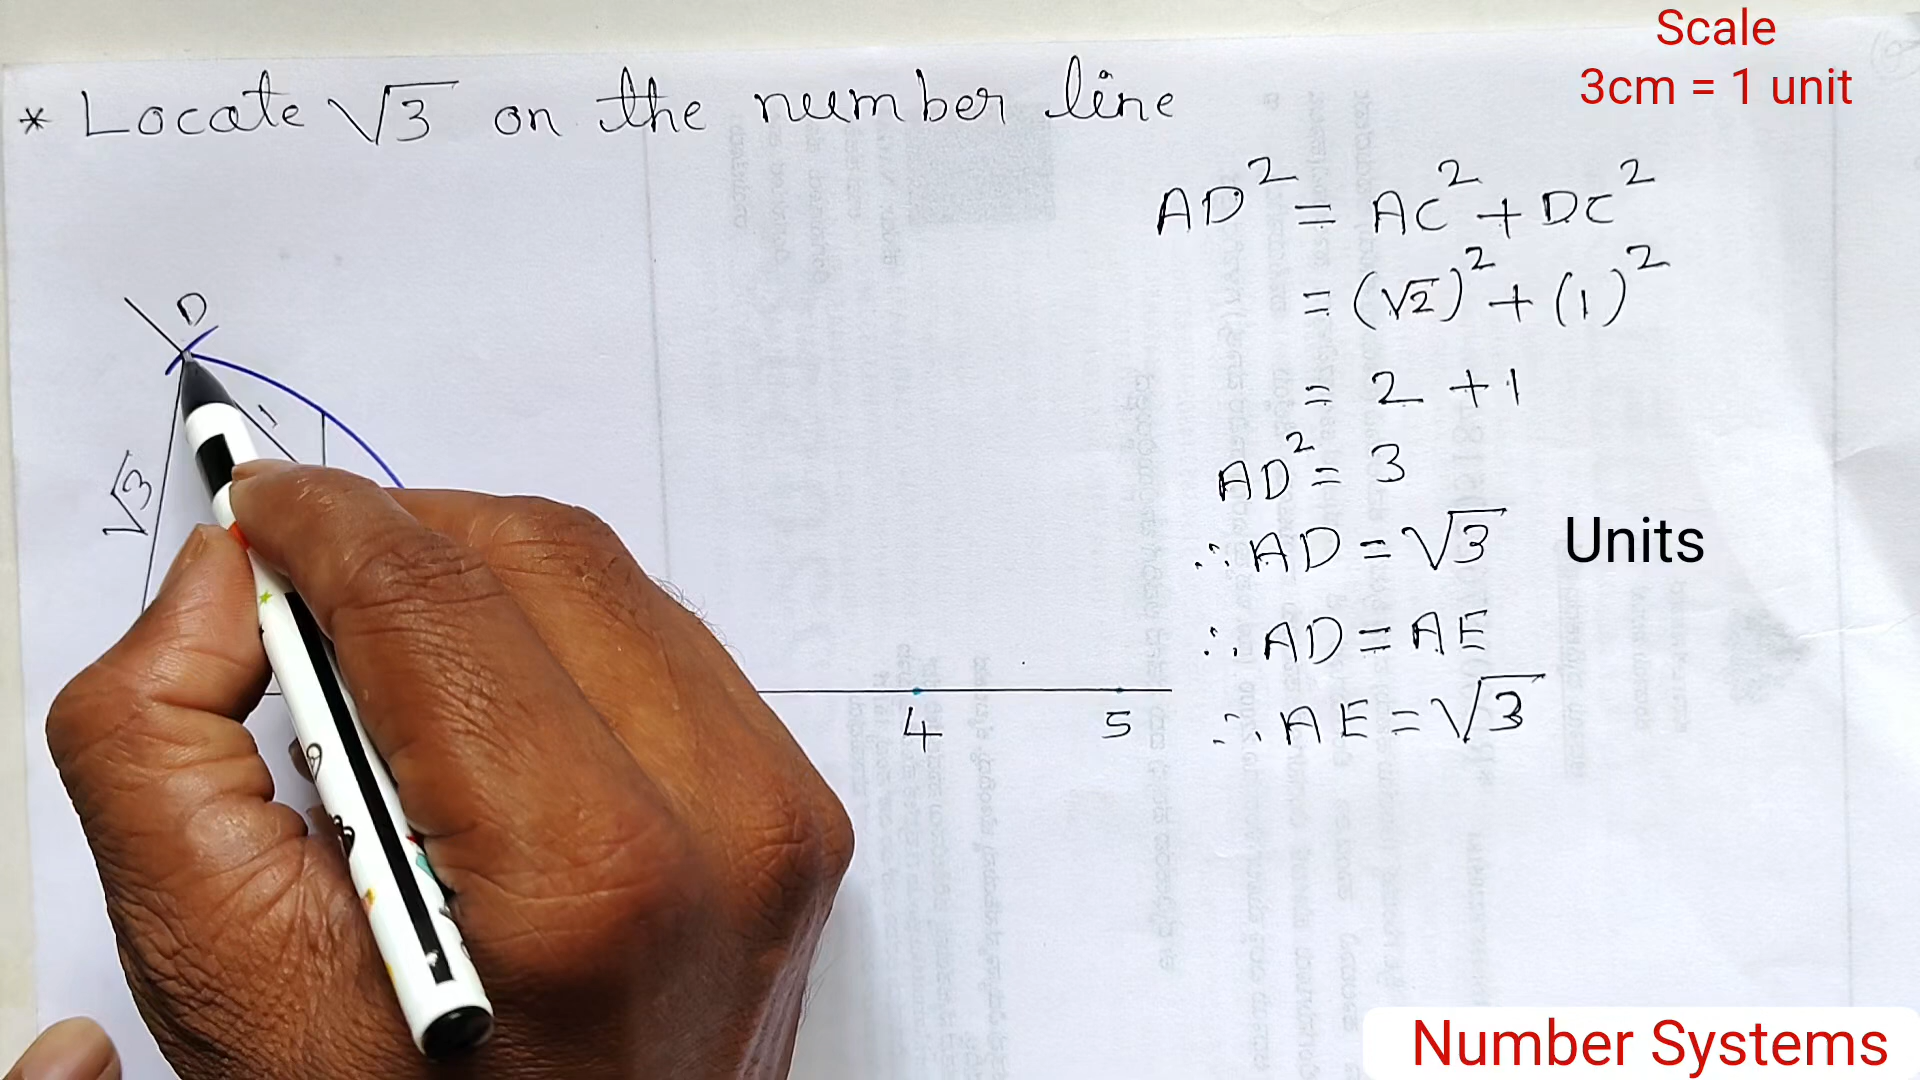 * Locate √3 on the number line
Scale
3cm = 1 unit
AD² = AC² + DC²
= (√2)² + (1)²
= 2 + 1
AD² = 3
∴ AD = √3 Units
∴ AD = AE
∴ AE = √3
D
1
√3
4 5
Number Systems